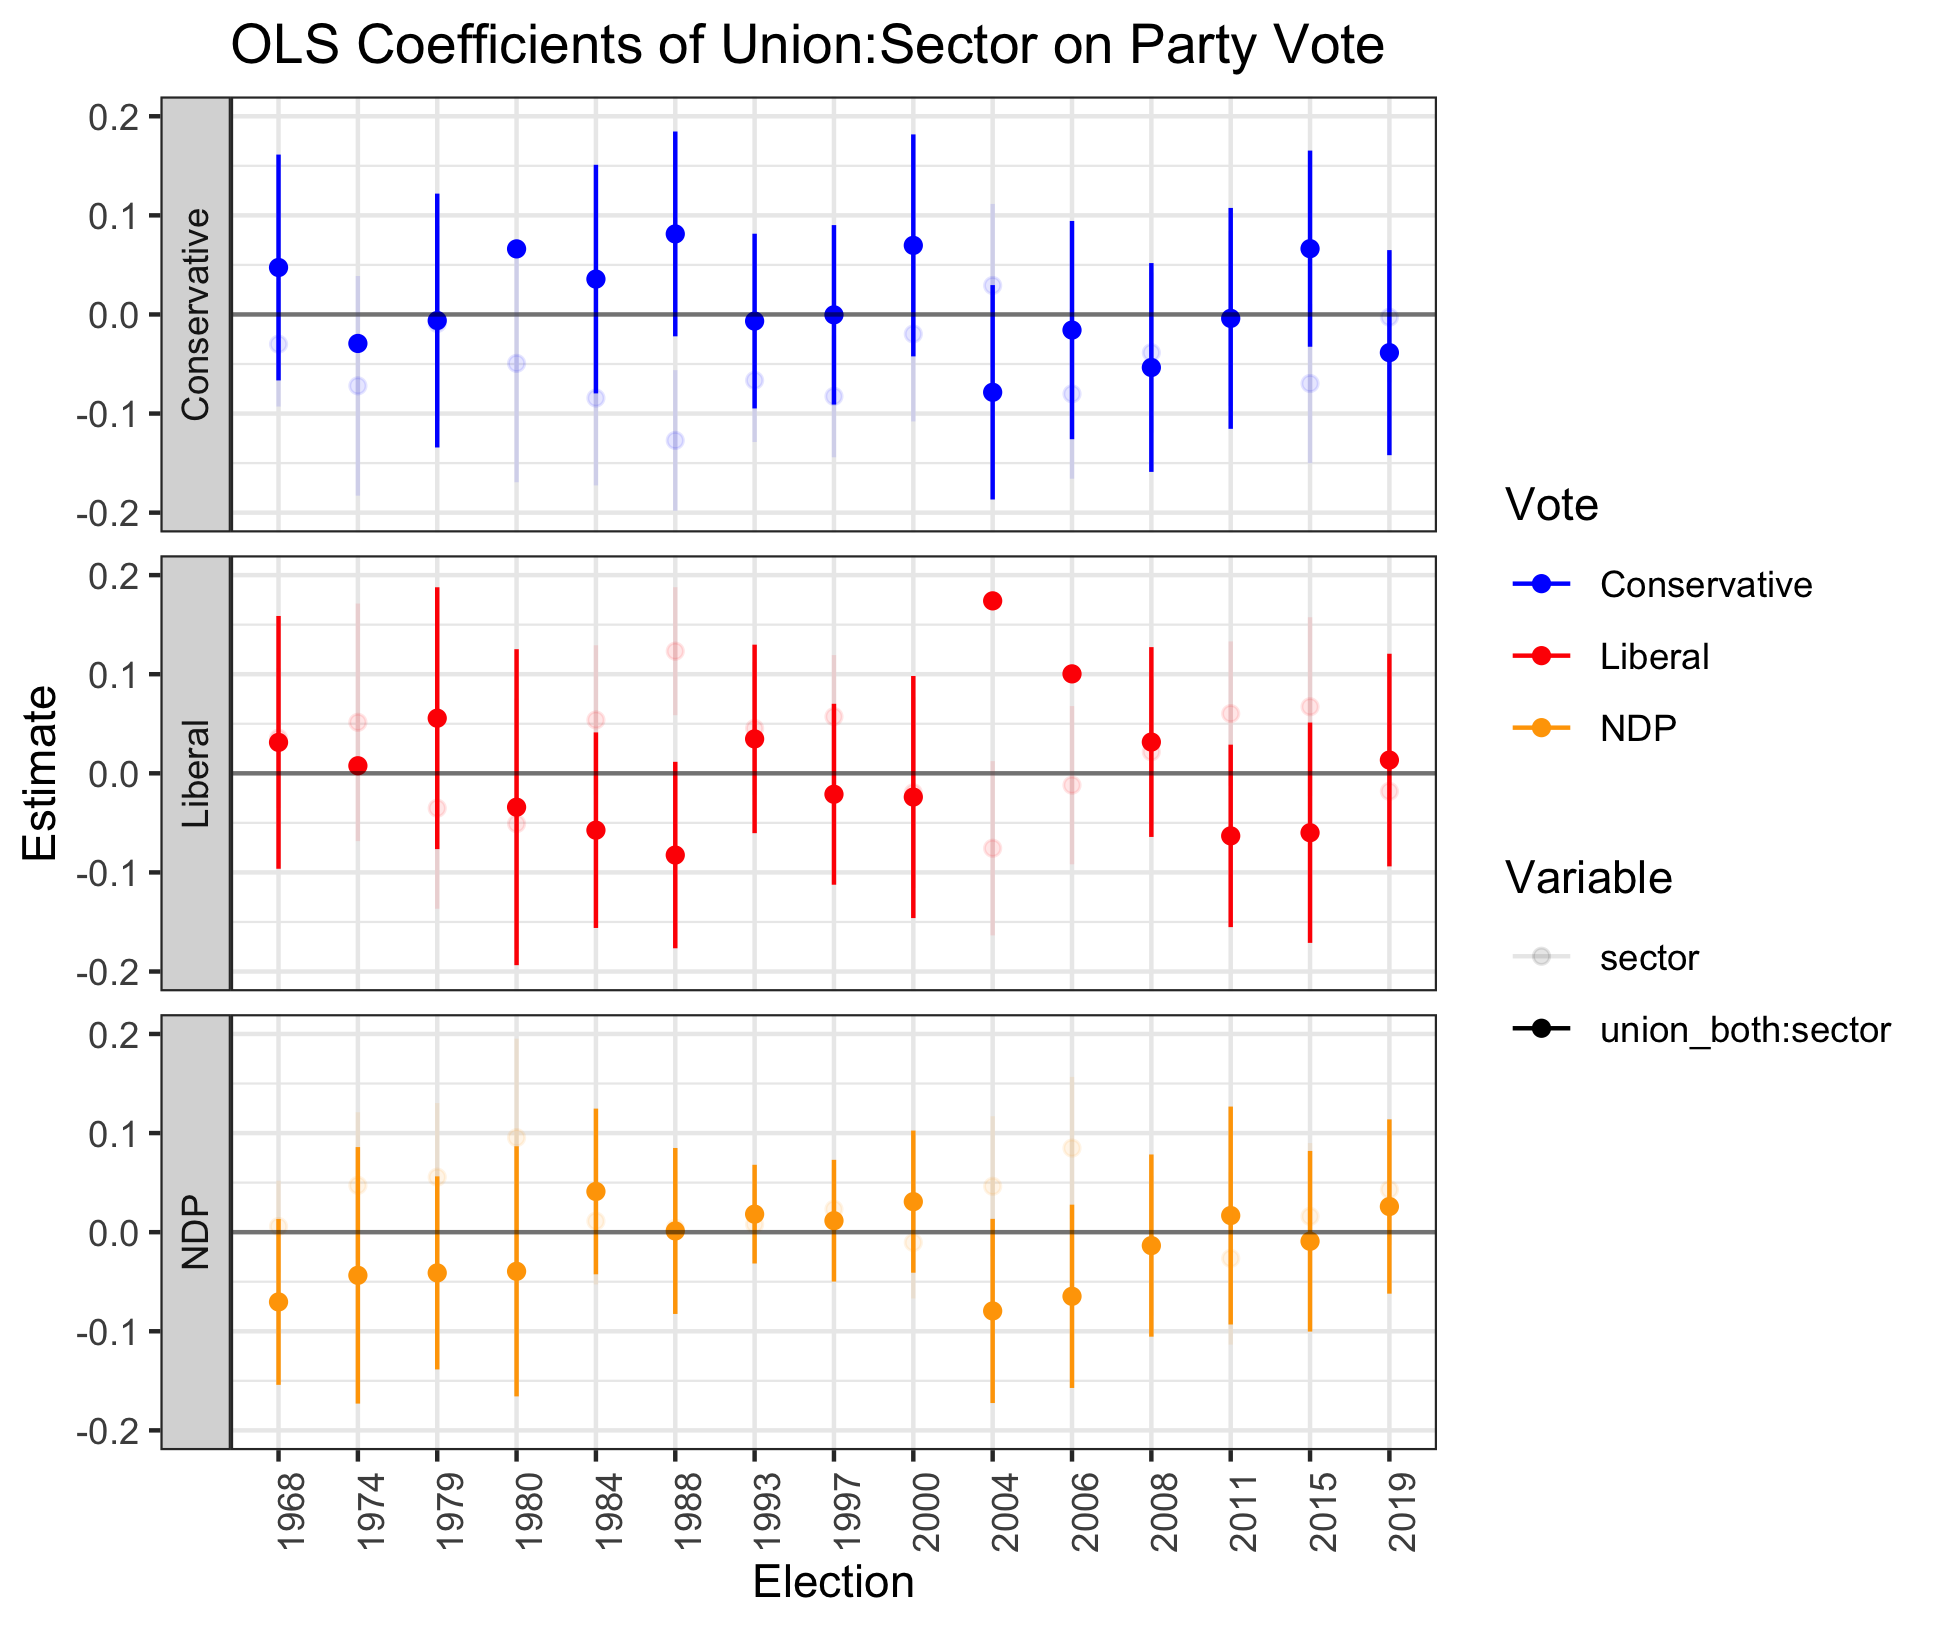 OLS Coefficients of Union:Sector on Party Vote
Estimate
Conservative
0.2
0.1
0.0
-0.1
-0.2
Liberal
0.2
0.1
0.0
-0.1
-0.2
NDP
0.2
0.1
0.0
-0.1
-0.2
1968
1974
1979
1980
1984
1988
1993
1997
2000
2004
2006
2008
2011
2015
2019
Election
Vote
Conservative
Liberal
NDP
Variable
sector
union_both:sector